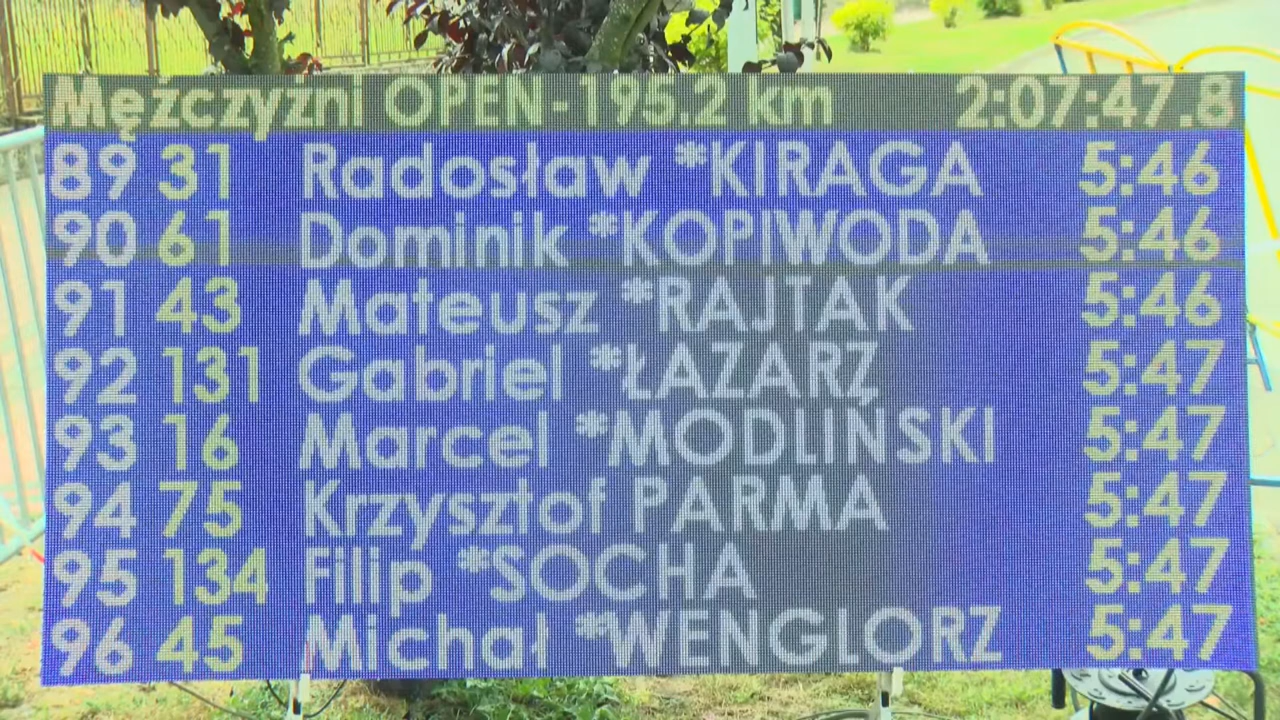 Mężczyźni OPEN-195.2 km 2:07:47.8
89 31 Radosław *KIRAGA 5:46
90 61 Dominik *KOPIWODA 5:46
91 43 Mateusz *RAJTAK 5:46
92 131 Gabriel *ŁAZARZ 5:47
93 16 Marcel *MODLIŃSKI 5:47
94 75 Krzysztof PARMA 5:47
95 134 Filip *SOCHA 5:47
96 45 Michał *WENGLORZ 5:47